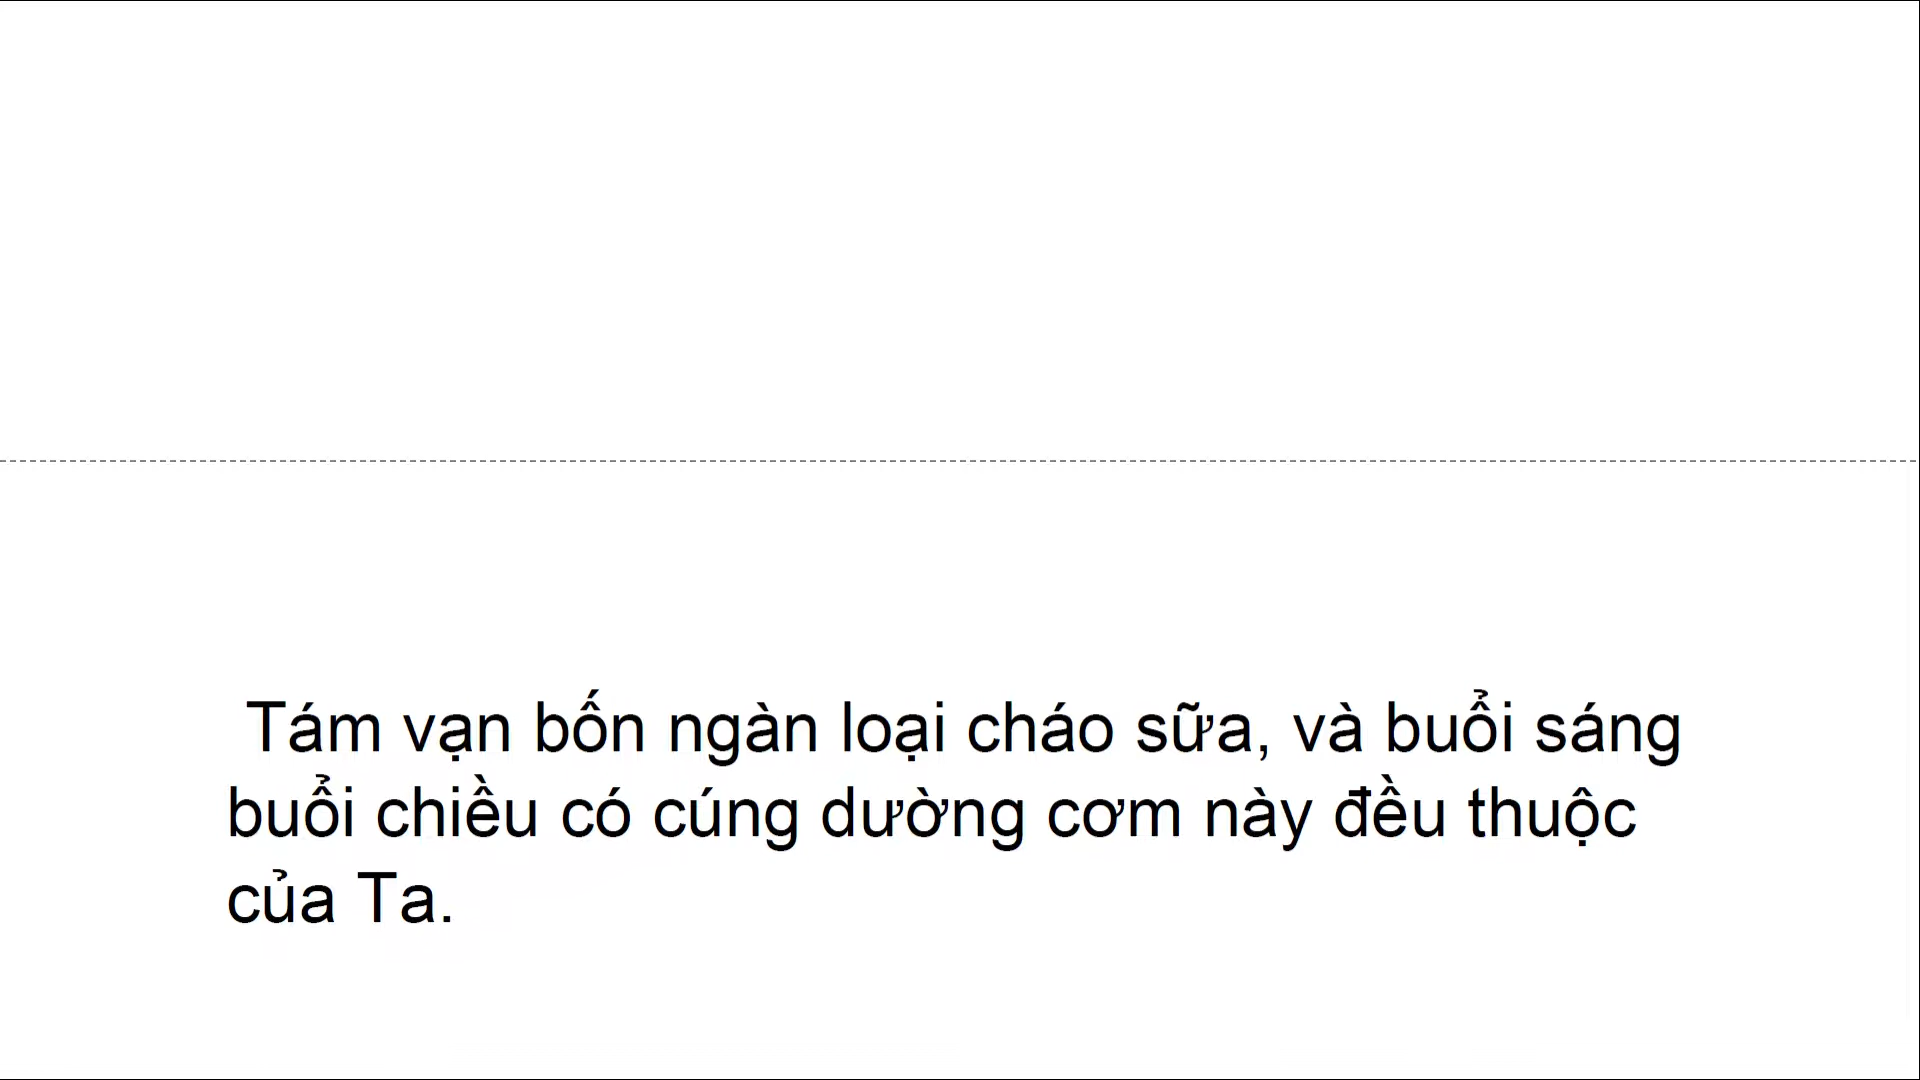 Tám vạn bốn ngàn loại cháo sữa, và buổi sáng
buổi chiều có cúng dường cơm này đều thuộc
của Ta.